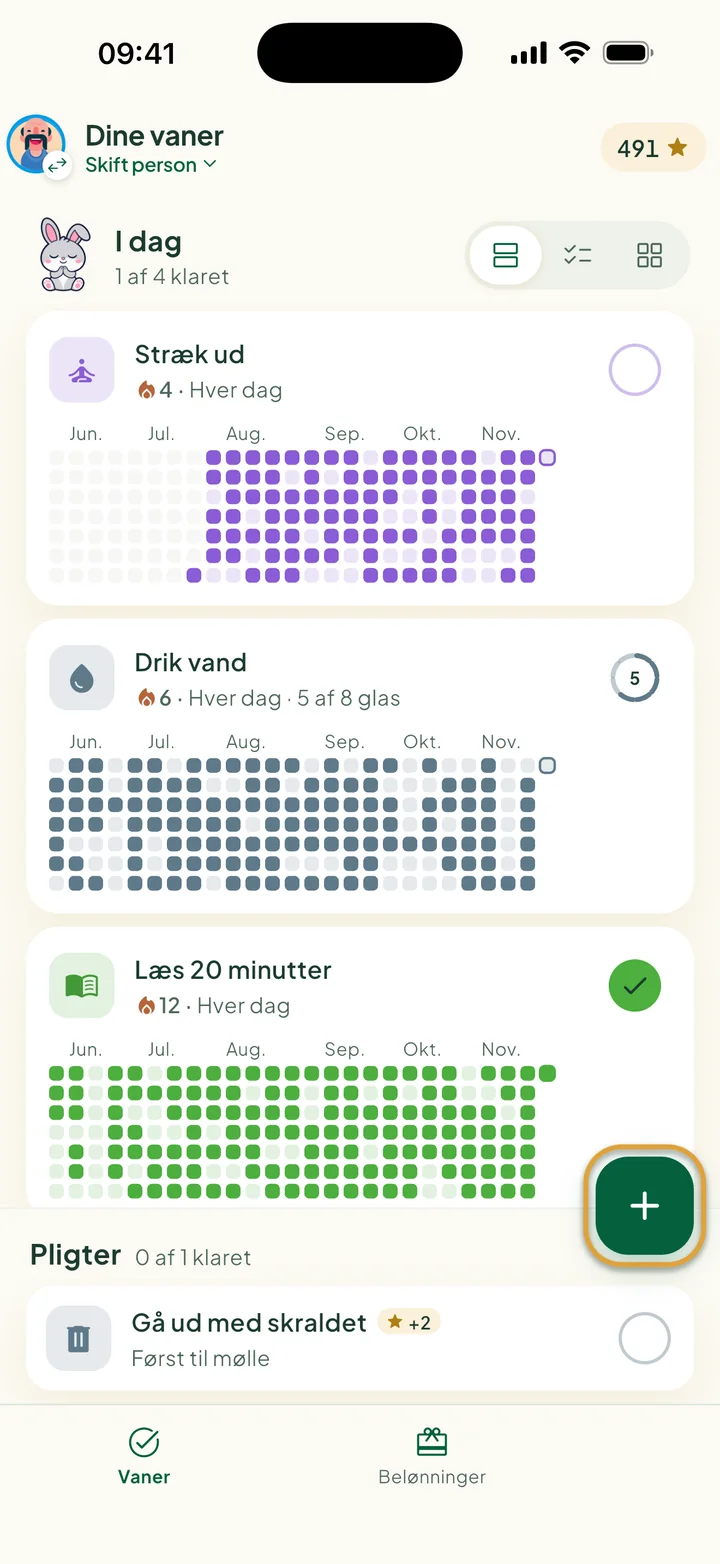 09:41
Dine vaner
Skift person
491
I dag
1 af 4 klaret
Stræk ud
4 · Hver dag
Jun. Jul. Aug. Sep. Okt. Nov.
Drik vand
6 · Hver dag · 5 af 8 glas
5
Jun. Jul. Aug. Sep. Okt. Nov.
Læs 20 minutter
12 · Hver dag
Jun. Jul. Aug. Sep. Okt. Nov.
Pligter 0 af 1 klaret
Gå ud med skraldet +2
Først til mølle
Vaner
Belønninger